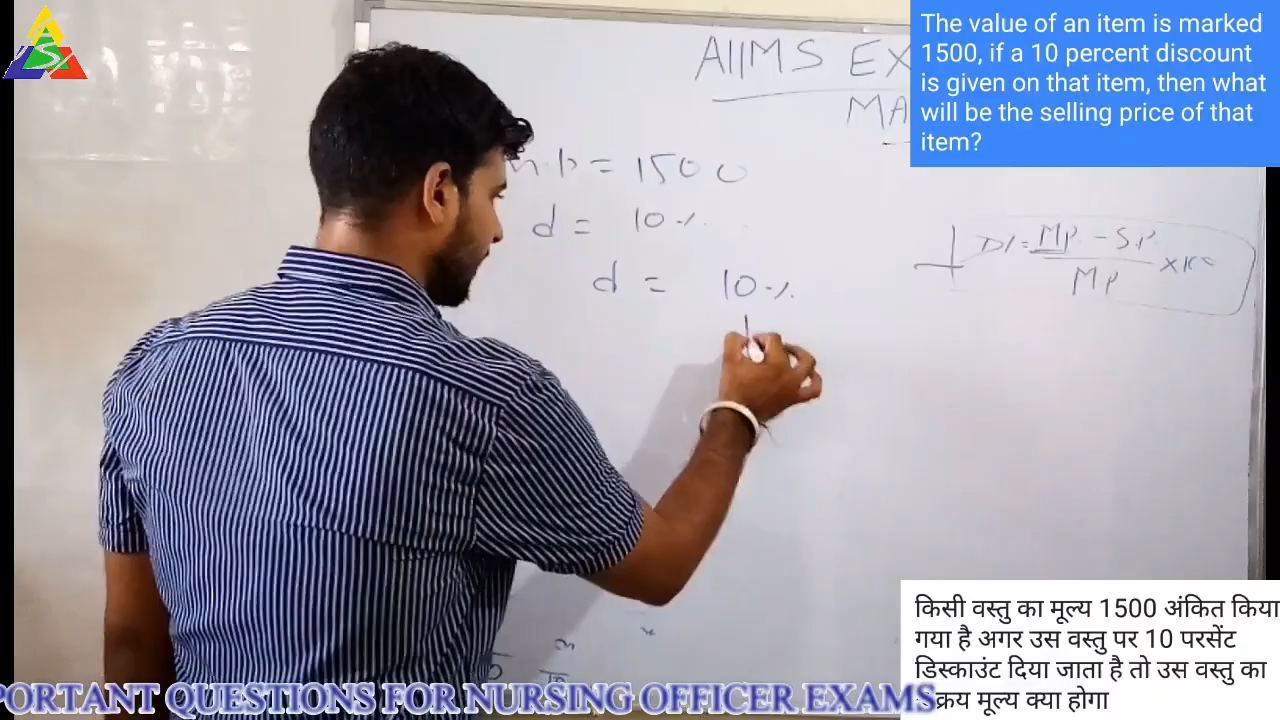 The value of an item is marked
1500, if a 10 percent discount
is given on that item, then what
will be the selling price of that
item?
AIIMS EX
MA
m.p = 1500
d = 10 %.
d = 10 %.
D% = Mp - S.P. / Mp × 100
किसी वस्तु का मूल्य 1500 अंकित किया
गया है अगर उस वस्तु पर 10 परसेंट
डिस्काउंट दिया जाता है तो उस वस्तु का
क्रय मूल्य क्या होगा
PORTANT QUESTIONS FOR NURSING OFFICER EXAMS